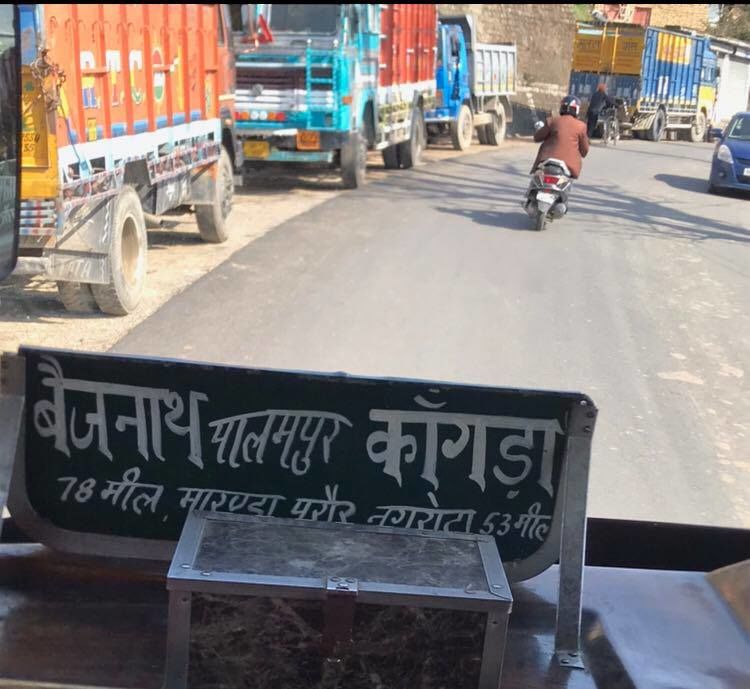 R.T.C
बैजनाथ पालमपुर काँगड़ा
78 मील, मारण्डा परौर नगरोटा 53 मील